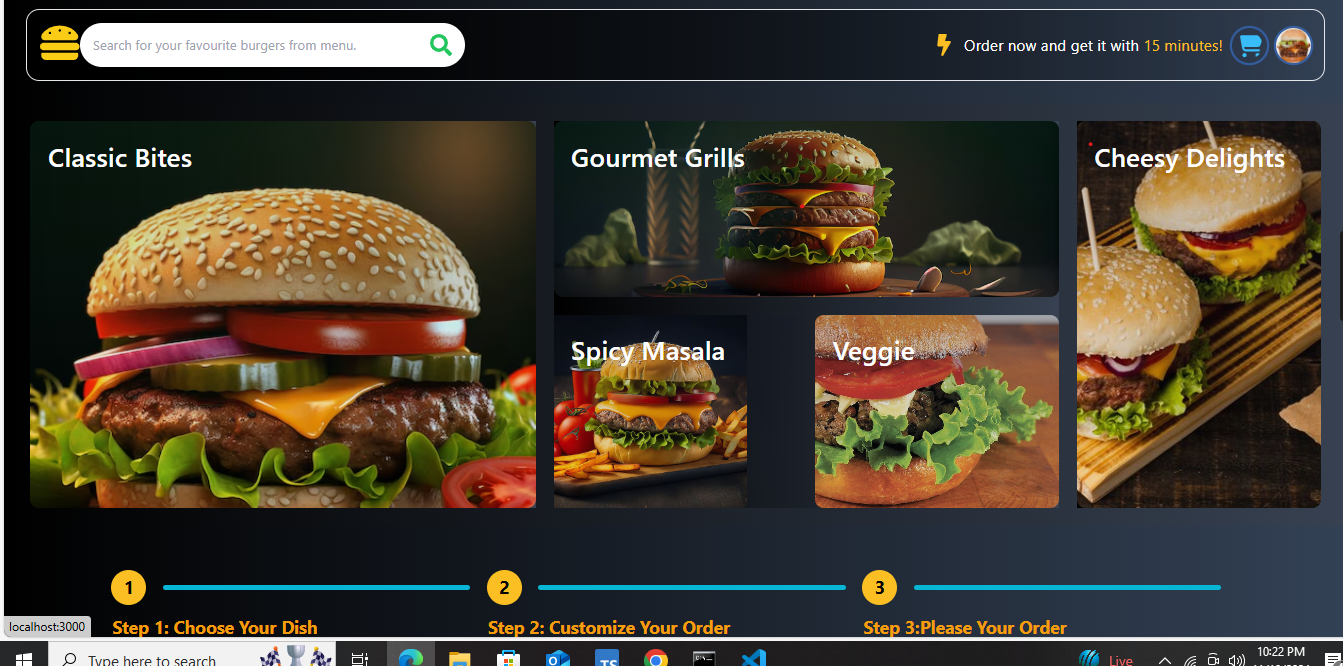 Search for your favourite burgers from menu.
Order now and get it with 15 minutes!
Classic Bites
Gourmet Grills
Cheesy Delights
Spicy Masala
Veggie
1
2
3
localhost:3000
Step 1: Choose Your Dish
Step 2: Customize Your Order
Step 3:Please Your Order
Type here to search
TS
Live
10:22 PM